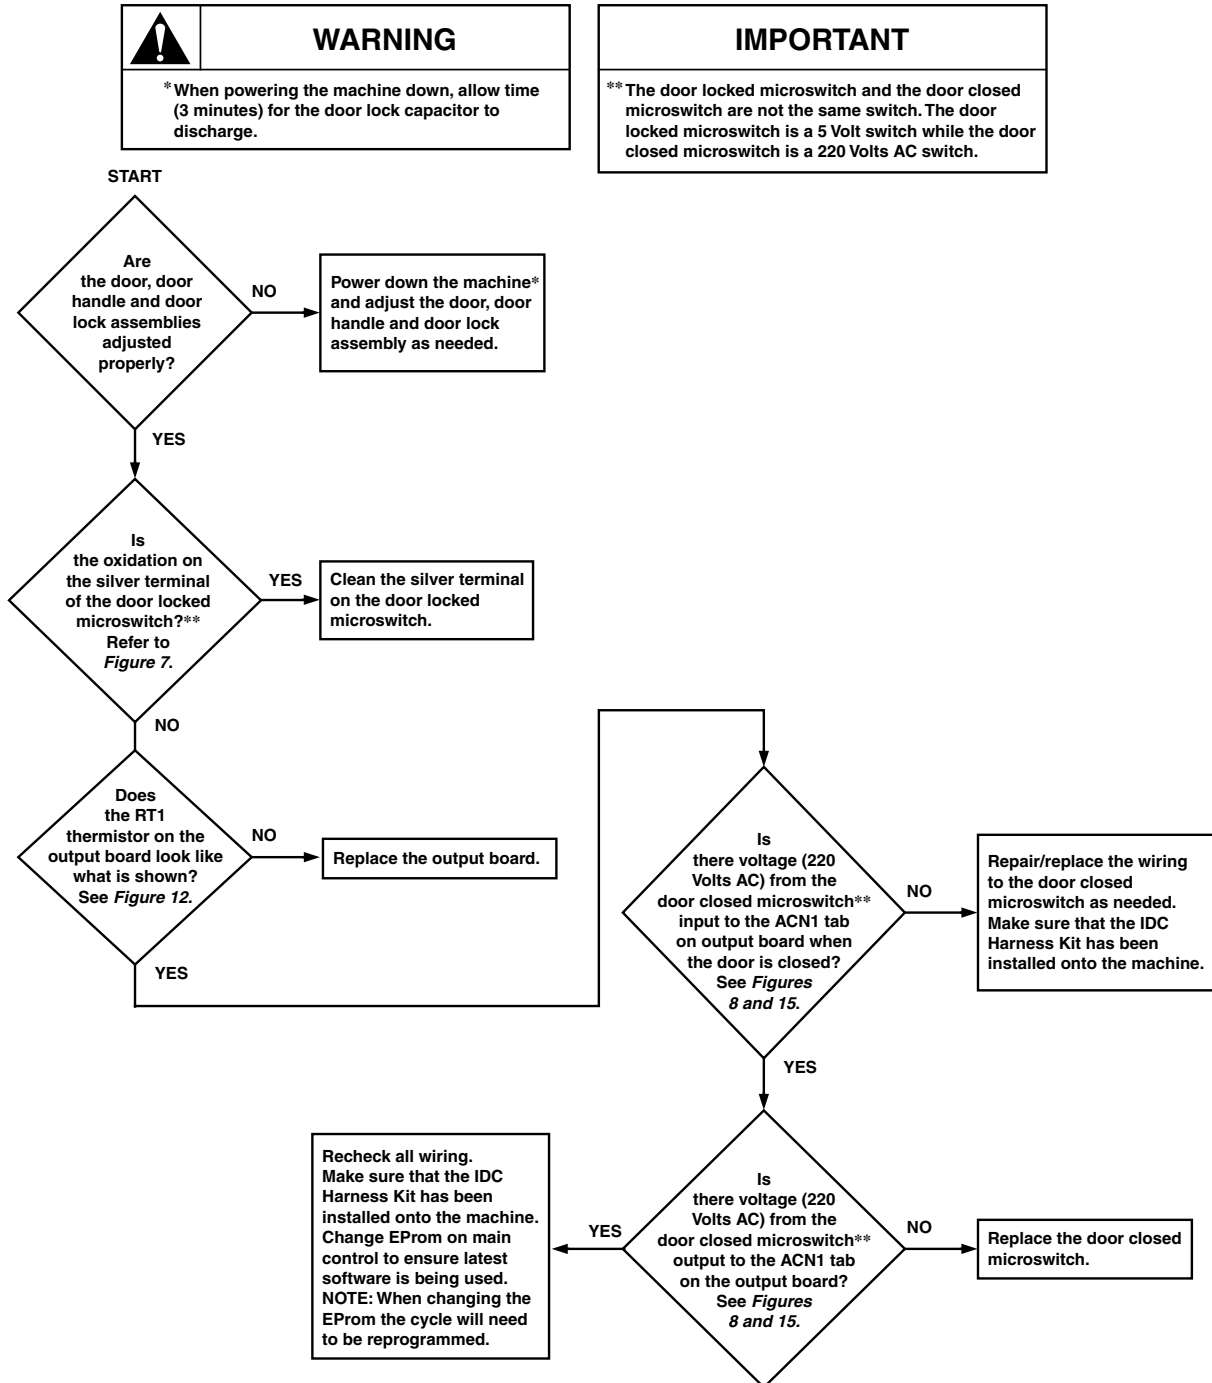 WARNING
* When powering the machine down, allow time
(3 minutes) for the door lock capacitor to
discharge.
IMPORTANT
** The door locked microswitch and the door closed
microswitch are not the same switch. The door
locked microswitch is a 5 Volt switch while the door
closed microswitch is a 220 Volts AC switch.
START
Are
the door, door
handle and door
lock assemblies
adjusted
properly?
NO
Power down the machine*
and adjust the door, door
handle and door lock
assembly as needed.
YES
Is
the oxidation on
the silver terminal
of the door locked
microswitch?**
Refer to
Figure 7.
YES
Clean the silver terminal
on the door locked
microswitch.
NO
Does
the RT1
thermistor on the
output board look like
what is shown?
See Figure 12.
NO
Replace the output board.
YES
Is
there voltage (220
Volts AC) from the
door closed microswitch**
input to the ACN1 tab
on output board when
the door is closed?
See Figures
8 and 15.
NO
Repair/replace the wiring
to the door closed
microswitch as needed.
Make sure that the IDC
Harness Kit has been
installed onto the machine.
YES
Is
there voltage (220
Volts AC) from the
door closed microswitch**
output to the ACN1 tab
on the output board?
See Figures
8 and 15.
NO
Replace the door closed
microswitch.
YES
Recheck all wiring.
Make sure that the IDC
Harness Kit has been
installed onto the machine.
Change EProm on main
control to ensure latest
software is being used.
NOTE: When changing the
EProm the cycle will need
to be reprogrammed.